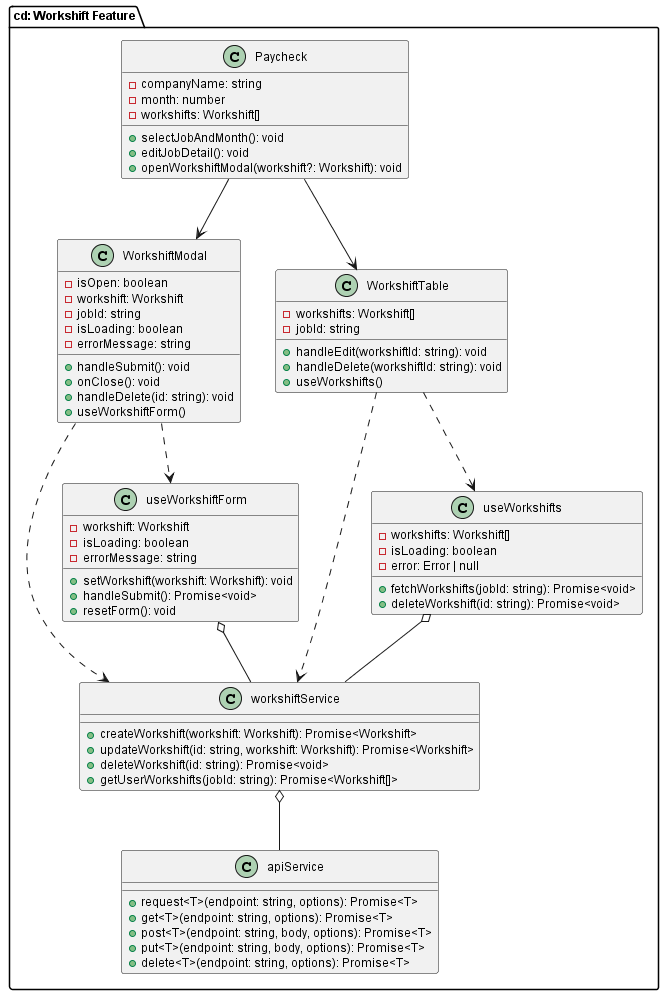 cd: Workshift Feature
C Paycheck
companyName: string
month: number
workshifts: Workshift[]
selectJobAndMonth(): void
editJobDetail(): void
openWorkshiftModal(workshift?: Workshift): void
C WorkshiftModal
isOpen: boolean
workshift: Workshift
jobId: string
isLoading: boolean
errorMessage: string
handleSubmit(): void
onClose(): void
handleDelete(id: string): void
useWorkshiftForm()
C WorkshiftTable
workshifts: Workshift[]
jobId: string
handleEdit(workshiftId: string): void
handleDelete(workshiftId: string): void
useWorkshifts()
C useWorkshiftForm
workshift: Workshift
isLoading: boolean
errorMessage: string
setWorkshift(workshift: Workshift): void
handleSubmit(): Promise<void>
resetForm(): void
C useWorkshifts
workshifts: Workshift[]
isLoading: boolean
error: Error | null
fetchWorkshifts(jobId: string): Promise<void>
deleteWorkshift(id: string): Promise<void>
C workshiftService
createWorkshift(workshift: Workshift): Promise<Workshift>
updateWorkshift(id: string, workshift: Workshift): Promise<Workshift>
deleteWorkshift(id: string): Promise<void>
getUserWorkshifts(jobId: string): Promise<Workshift[]>
C apiService
request<T>(endpoint: string, options): Promise<T>
get<T>(endpoint: string, options): Promise<T>
post<T>(endpoint: string, body, options): Promise<T>
put<T>(endpoint: string, body, options): Promise<T>
delete<T>(endpoint: string, options): Promise<T>